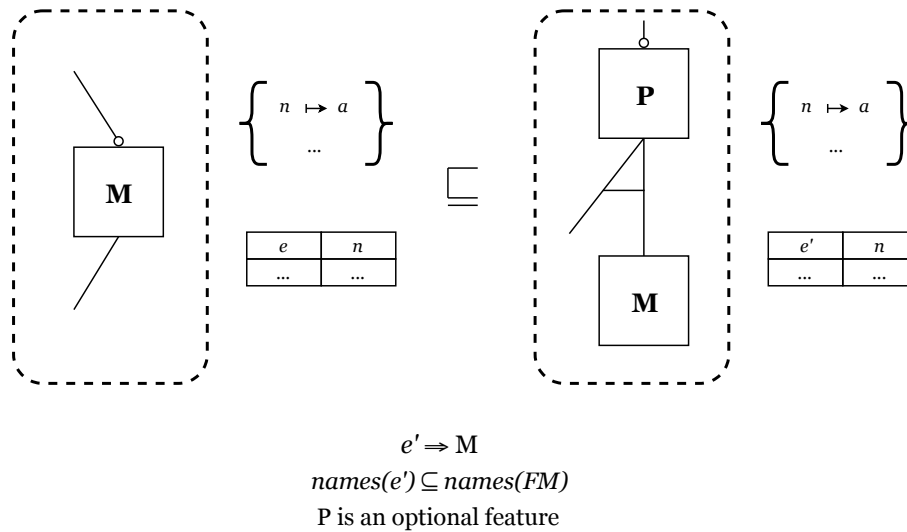 M
n ↦ a
...
e n
... ...
⊑
P
M
n ↦ a
...
e' n
... ...
e' ⇒ M
names(e') ⊆ names(FM)
P is an optional feature